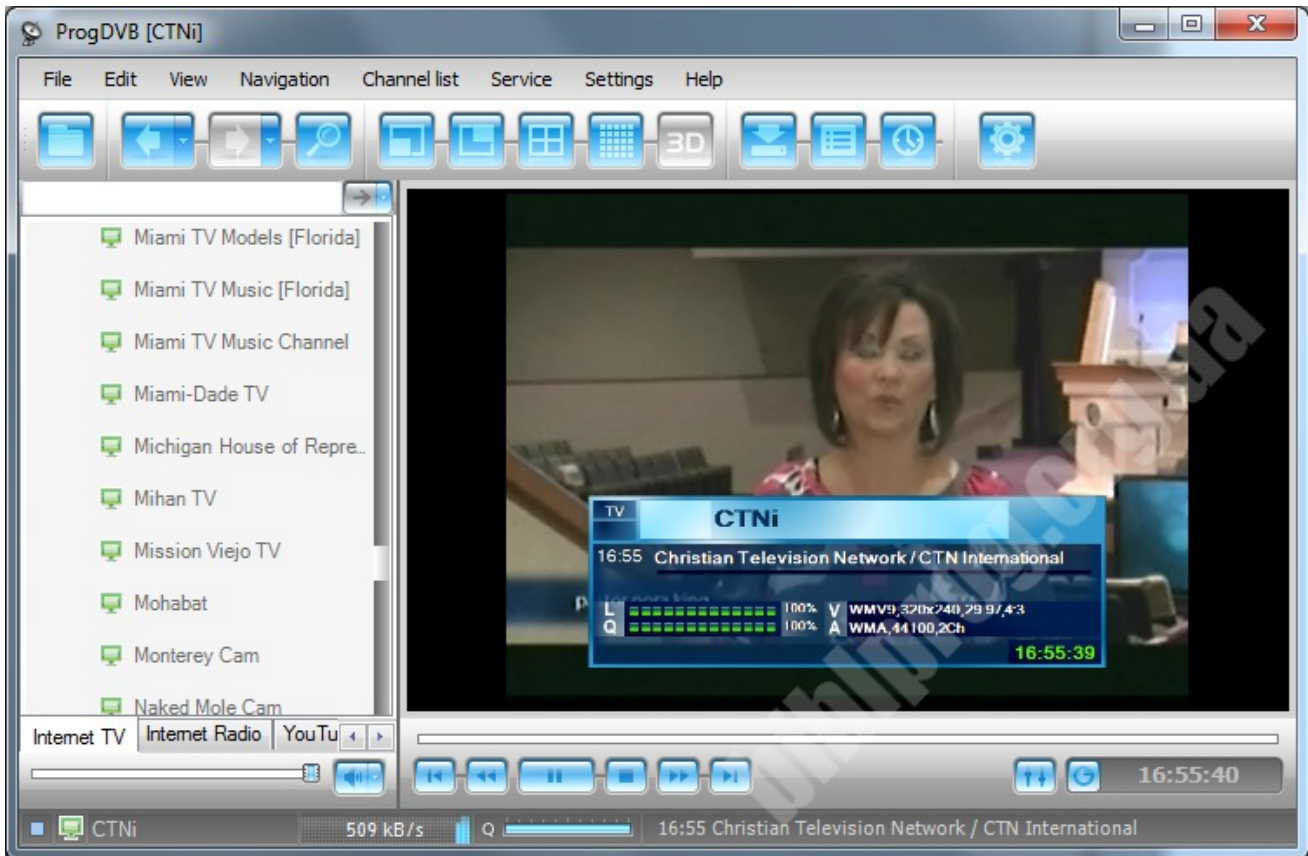 ProgDVB [CTNi]
File Edit View Navigation Channel list Service Settings Help
3D
Miami TV Models [Florida]
Miami TV Music [Florida]
Miami TV Music Channel
Miami-Dade TV
Michigan House of Repre...
Mihan TV
Mission Viejo TV
Mohabat
Monterey Cam
Naked Mole Cam
Internet TV Internet Radio YouTu
TV CTNi
16:55 Christian Television Network / CTN International
L 100% V WMV9,320x240,29.97,4:3
Q 100% A WMA,44100,2Ch
16:55:39
16:55:40
CTNi 509 kB/s Q 16:55 Christian Television Network / CTN International